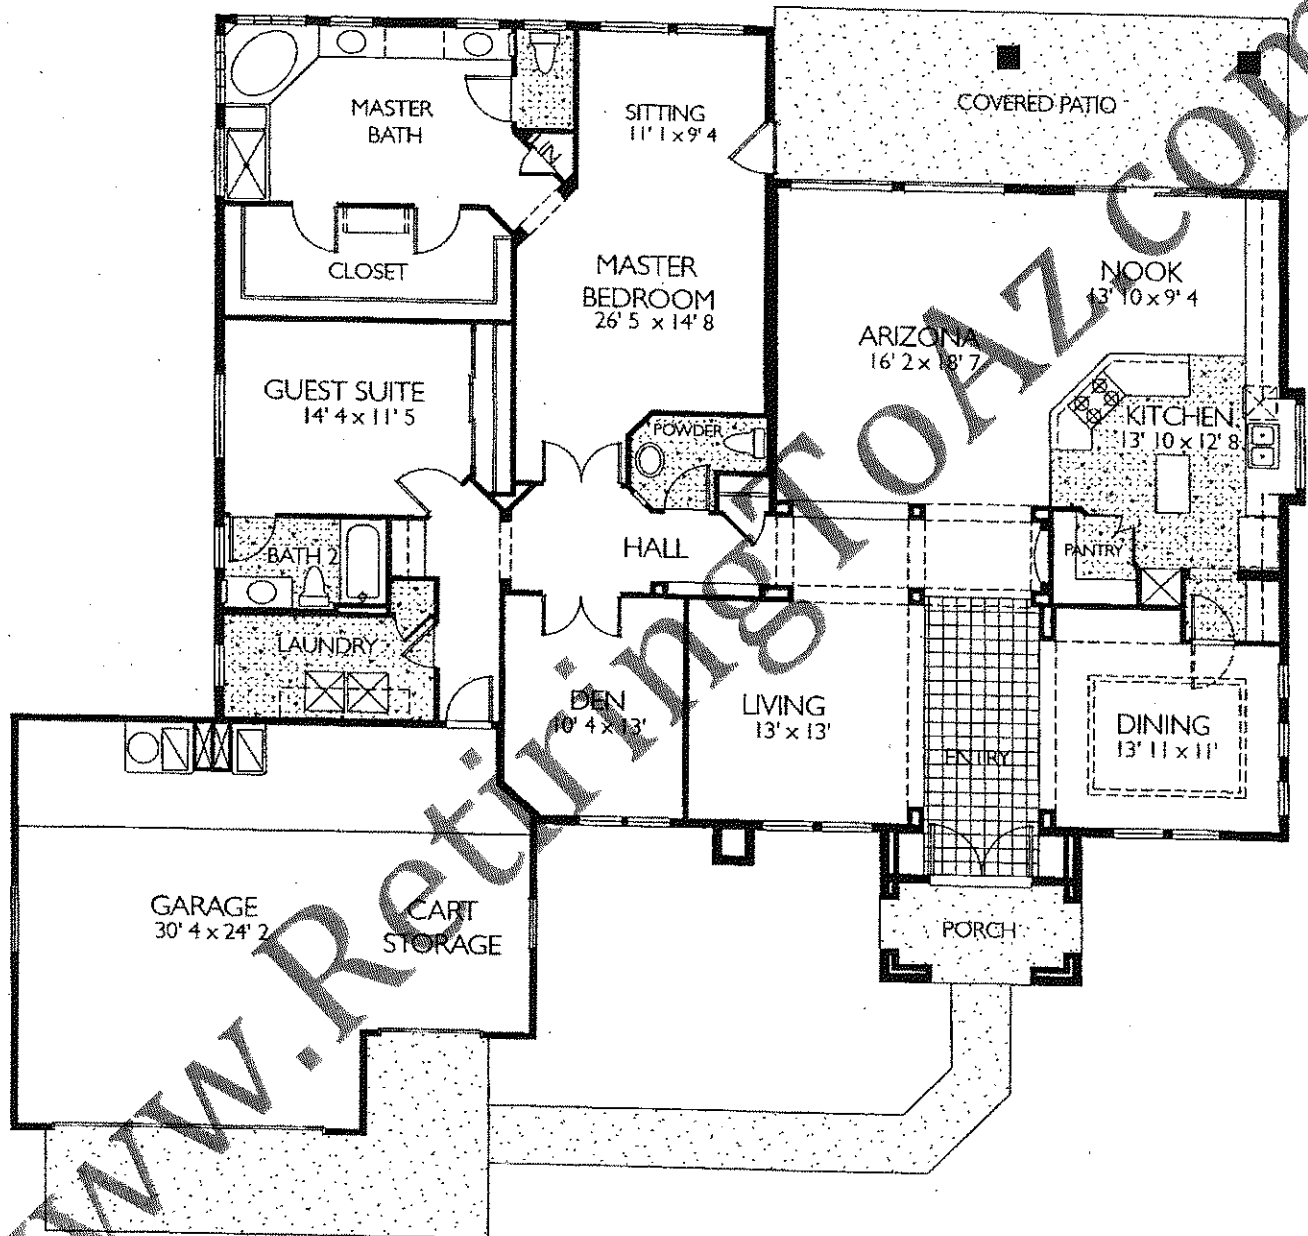 MASTER
BATH
LIN
SITTING
11' 1 x 9' 4
COVERED PATIO
CLOSET
MASTER
BEDROOM
26' 5 x 14' 8
NOOK
13' 10 x 9' 4
ARIZONA
16' 2 x 18' 7
GUEST SUITE
14' 4 x 11' 5
POWDER
KITCHEN
13' 10 x 12' 8
BATH 2
HALL
PANTRY
LAUNDRY
DEN
10' 4 x 13'
LIVING
13' x 13'
ENTRY
DINING
13' 11 x 11'
GARAGE
30' 4 x 24' 2
CART
STORAGE
PORCH
www.RetiringToAz.com